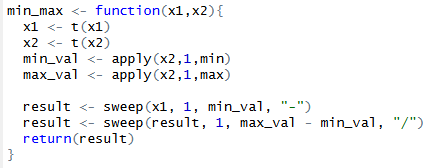 min_max <- function(x1,x2){
  x1 <- t(x1)
  x2 <- t(x2)
  min_val <- apply(x2,1,min)
  max_val <- apply(x2,1,max)

  result <- sweep(x1, 1, min_val, "-")
  result <- sweep(result, 1, max_val - min_val, "/")
  return(result)
}